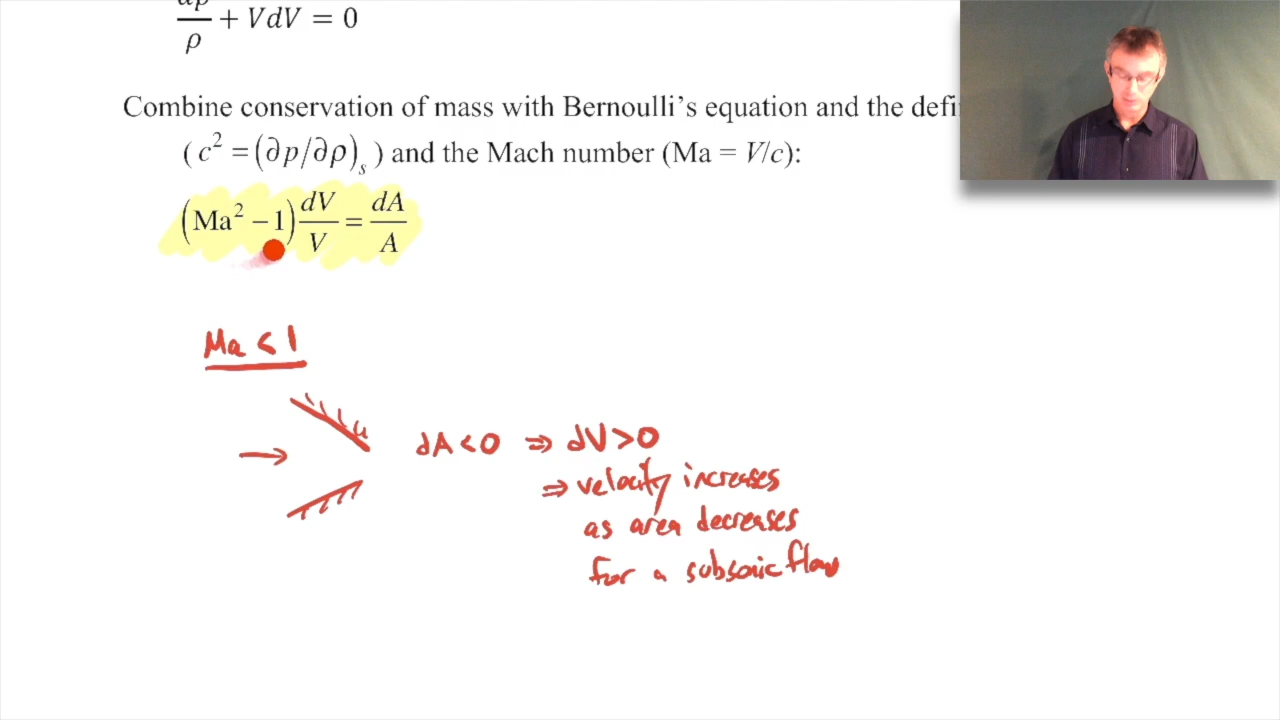 dp/ρ + VdV = 0
Combine conservation of mass with Bernoulli's equation and the
( c² = (∂p/∂ρ)ₛ ) and the Mach number (Ma = V/c):
(Ma² − 1) dV/V = dA/A
Ma < 1
→ dA < 0 ⇒ dV > 0
⇒ velocity increases
as area decreases
for a subsonic flow